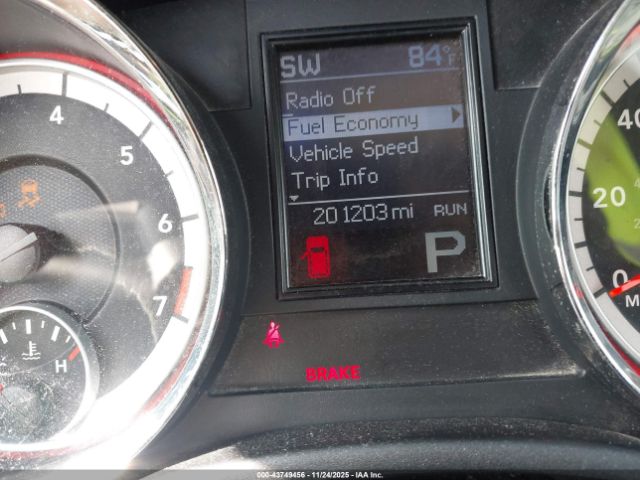 SW 84°F
Radio Off
Fuel Economy
Vehicle Speed
Trip Info
201203 mi RUN
P
BRAKE
4
5
6
7
H
40
20
0
M
000-43749456 - 11/24/2025 - IAA Inc.